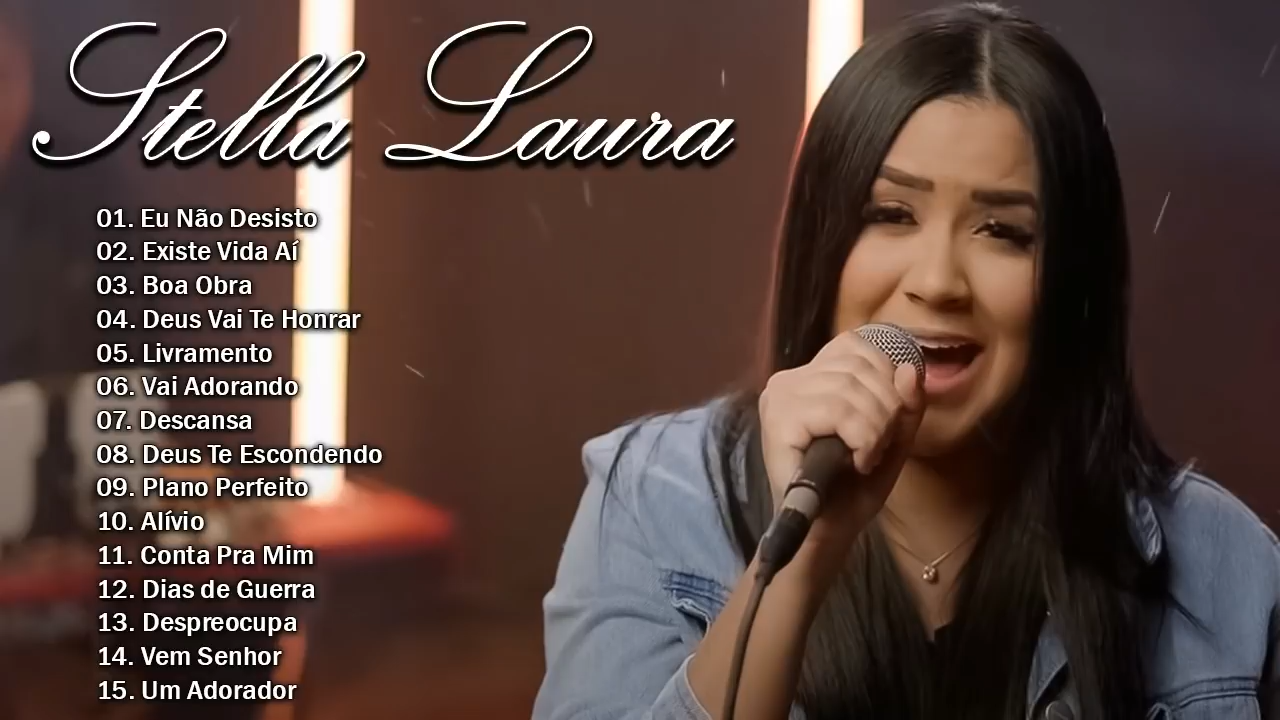 Stella Laura
01. Eu Não Desisto
02. Existe Vida Aí
03. Boa Obra
04. Deus Vai Te Honrar
05. Livramento
06. Vai Adorando
07. Descansa
08. Deus Te Escondendo
09. Plano Perfeito
10. Alívio
11. Conta Pra Mim
12. Dias de Guerra
13. Despreocupa
14. Vem Senhor
15. Um Adorador